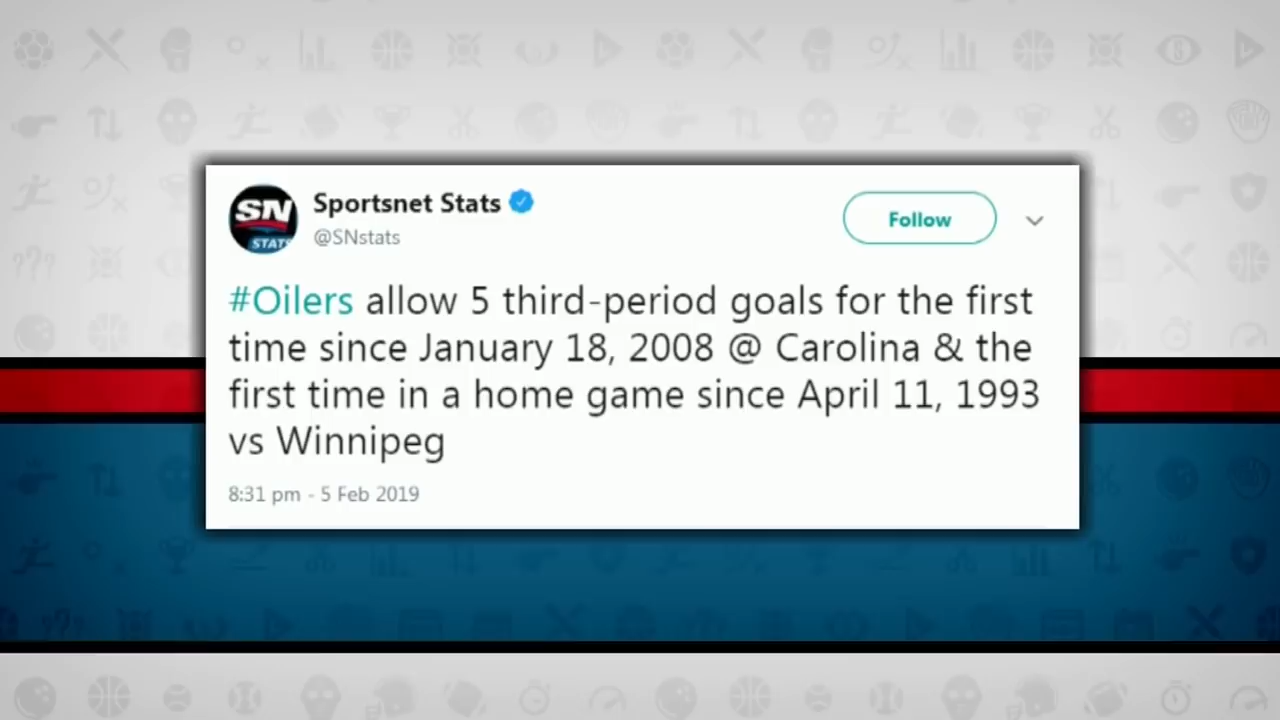 SN
STATS
Sportsnet Stats
@SNstats
Follow
#Oilers allow 5 third-period goals for the first
time since January 18, 2008 @ Carolina & the
first time in a home game since April 11, 1993
vs Winnipeg
8:31 pm - 5 Feb 2019
???
???